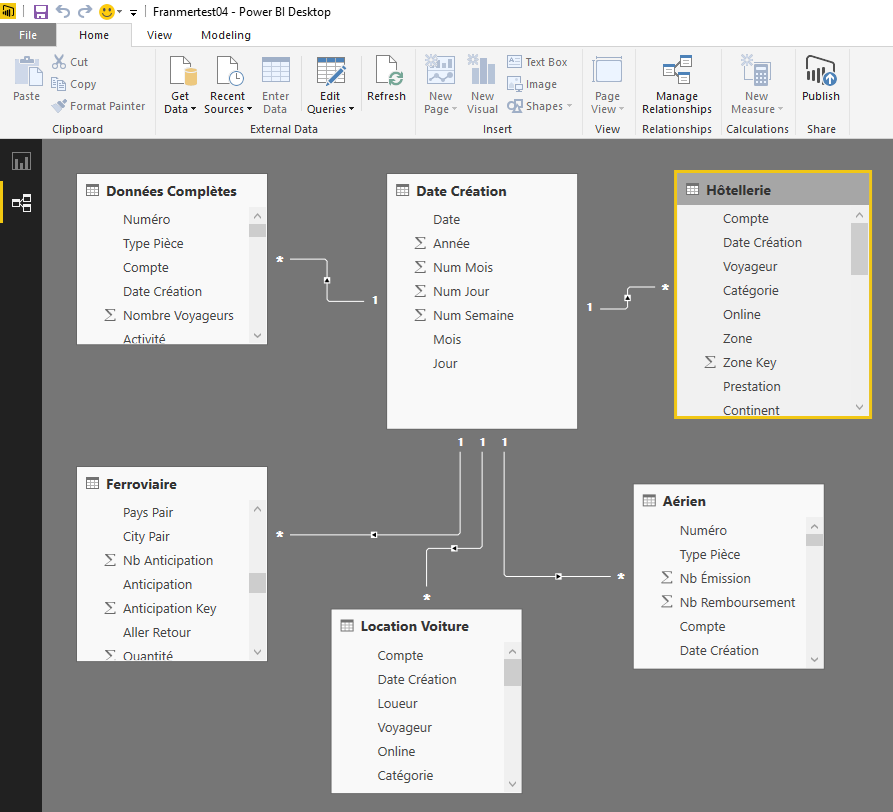 Franmertest04 - Power BI Desktop
File Home View Modeling
Paste
Cut
Copy
Format Painter
Clipboard
Get Data
Recent Sources
Enter Data
Edit Queries
Refresh
External Data
New Page
New Visual
Text Box
Image
Shapes
Insert
Page View
View
Manage Relationships
Relationships
New Measure
Calculations
Publish
Share
Données Complètes
Numéro
Type Pièce
Compte
Date Création
Σ Nombre Voyageurs
Activité
* 1
Date Création
Date
Σ Année
Σ Num Mois
Σ Num Jour
Σ Num Semaine
Mois
Jour
1 *
Hôtellerie
Compte
Date Création
Voyageur
Catégorie
Online
Zone
Σ Zone Key
Prestation
Continent
1 1 1
Ferroviaire
Pays Pair
City Pair
Σ Nb Anticipation
Anticipation
Σ Anticipation Key
Aller Retour
Σ Quantité
*
*
Location Voiture
Compte
Date Création
Loueur
Voyageur
Online
Catégorie
*
Aérien
Numéro
Type Pièce
Σ Nb Émission
Σ Nb Remboursement
Compte
Date Création